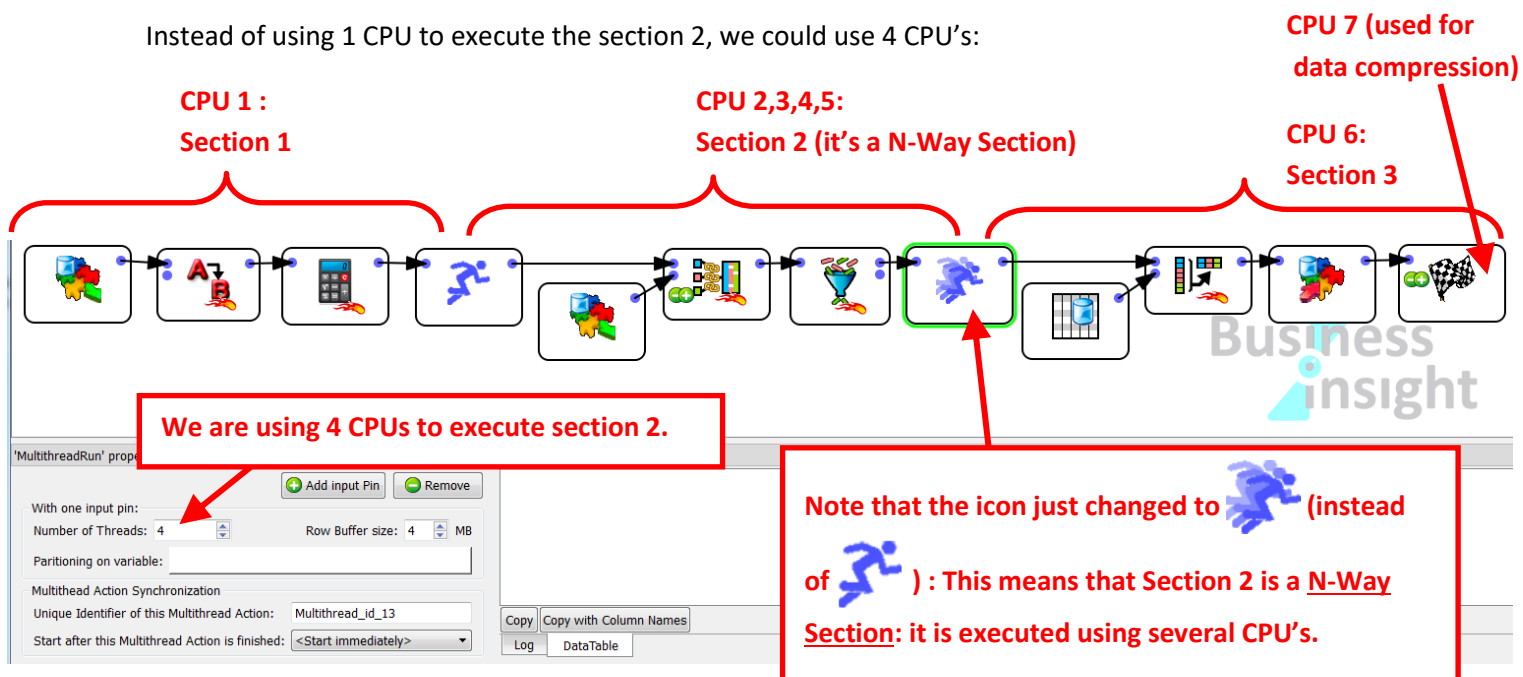 Instead of using 1 CPU to execute the section 2, we could use 4 CPU's:
CPU 7 (used for
data compression)
CPU 1 :
Section 1
CPU 2,3,4,5:
Section 2 (it's a N-Way Section)
CPU 6:
Section 3
A
B
Business
insight
We are using 4 CPUs to execute section 2.
'MultithreadRun' prope
Add input Pin
Remove
With one input pin:
Number of Threads: 4
Row Buffer size: 4 MB
Paritioning on variable:
Multihead Action Synchronization
Unique Identifier of this Multithread Action: Multithread_id_13
Start after this Multithread Action is finished: <Start immediately>
Copy Copy with Column Names
Log DataTable
Note that the icon just changed to (instead
of ) : This means that Section 2 is a N-Way
Section: it is executed using several CPU's.